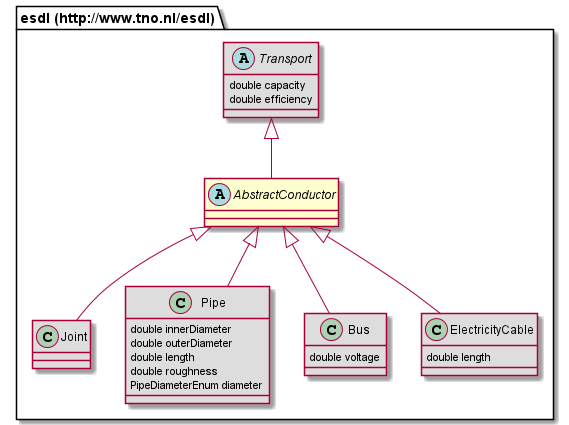 esdl (http://www.tno.nl/esdl)
A Transport
double capacity
double efficiency
A AbstractConductor
C Joint
C Pipe
double innerDiameter
double outerDiameter
double length
double roughness
PipeDiameterEnum diameter
C Bus
double voltage
C ElectricityCable
double length